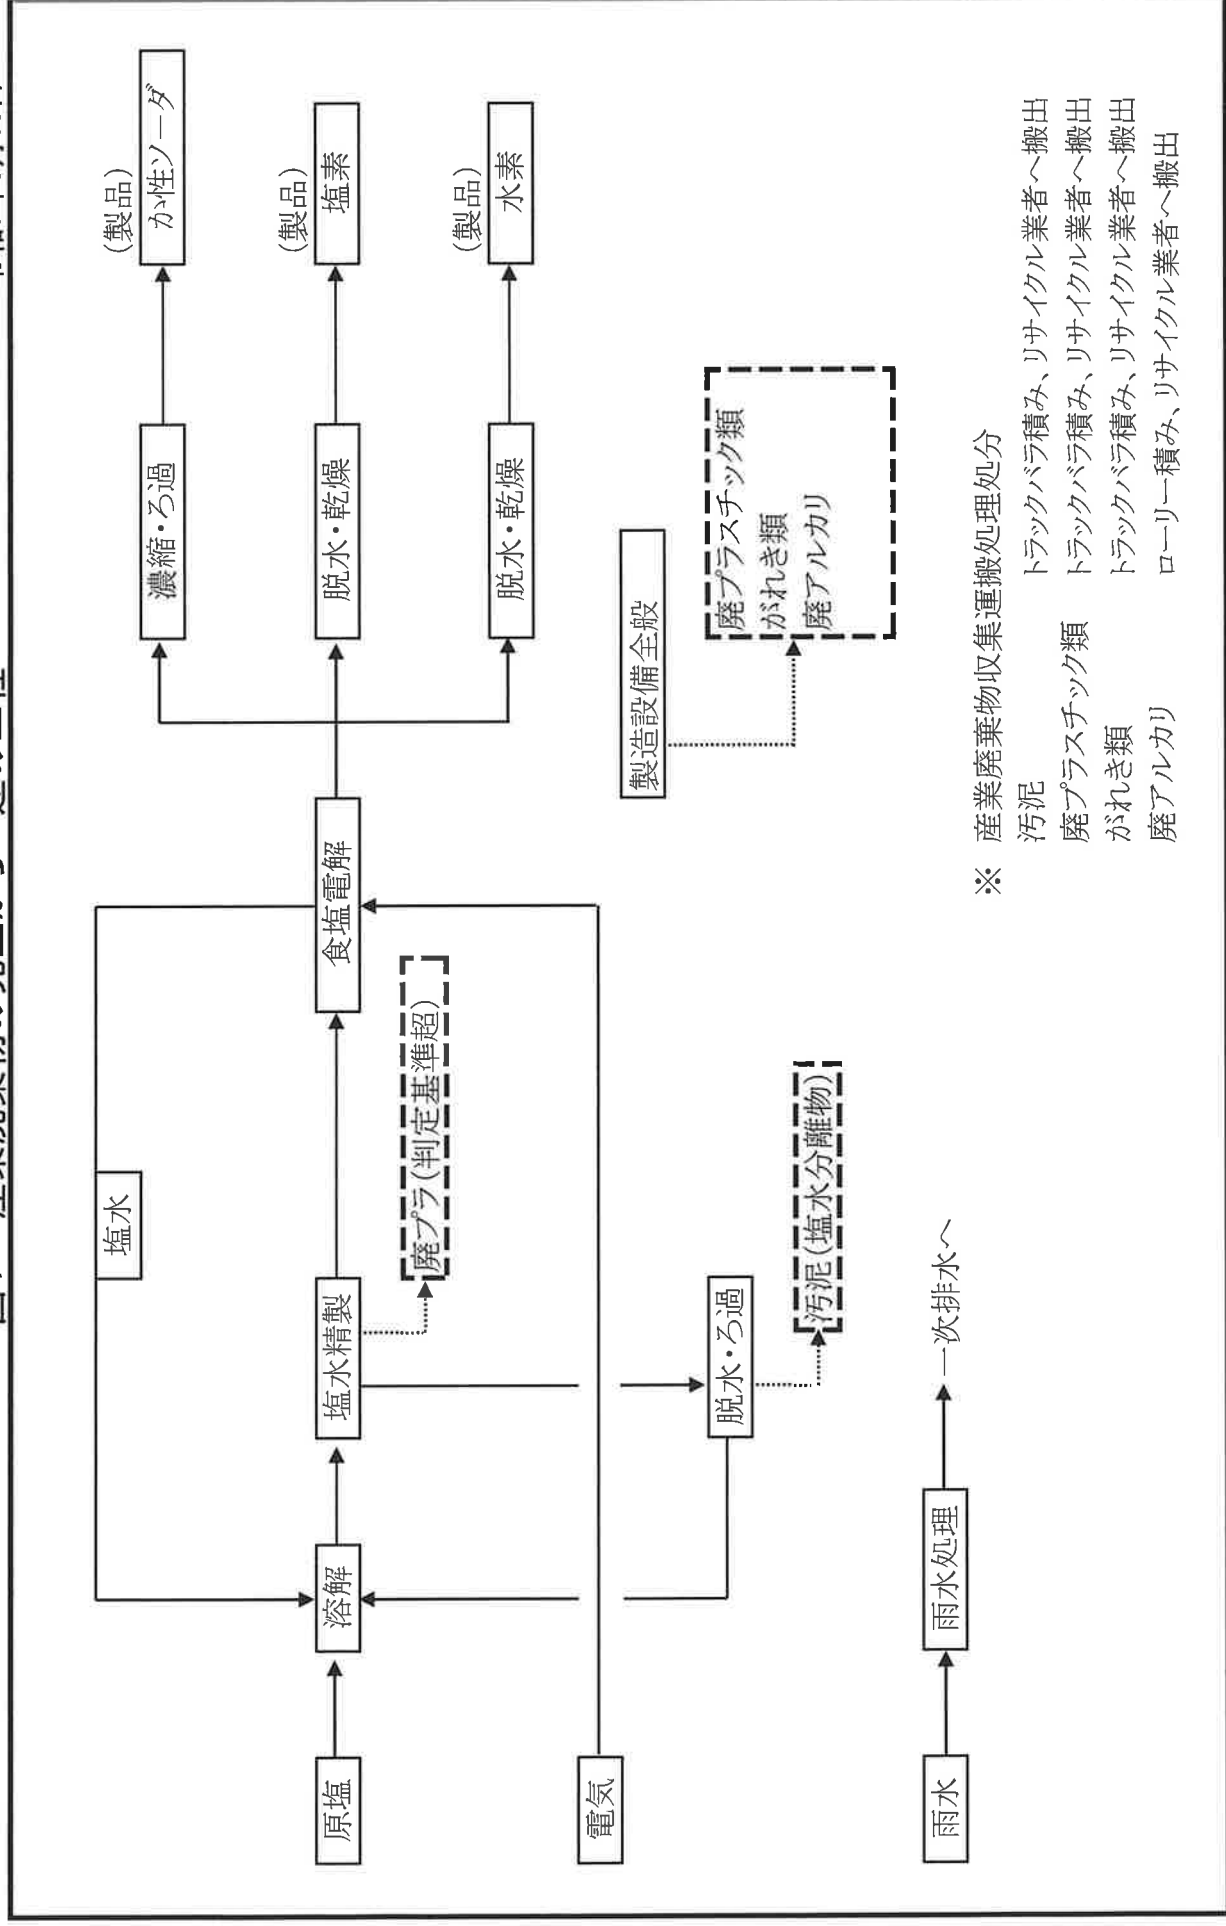 (製品)
か性ソーダ
濃縮・ろ過
塩水
(製品)
塩素
脱水・乾燥
食塩電解
塩水精製
溶解
原塩
廃プラ(判定基準超)
(製品)
水素
脱水・乾燥
電気
製造設備全般
廃プラスチック類
がれき類
廃アルカリ
脱水・ろ過
汚泥(塩水分離物)
雨水
雨水処理
一次排水へ
※ 産業廃棄物収集運搬処理処分
汚泥 トラックバラ積み、リサイクル業者へ搬出
廃プラスチック類 トラックバラ積み、リサイクル業者へ搬出
がれき類 トラックバラ積み、リサイクル業者へ搬出
廃アルカリ ローリー積み、リサイクル業者へ搬出